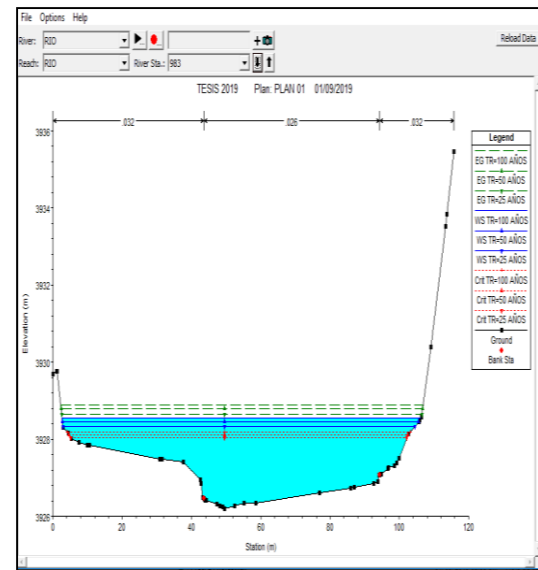 File Options Help
River: RIO
Reload Data
Reach: RIO River Sta.: 983
TESIS 2019 Plan: PLAN 01 01/09/2019
.032 .026 .032
Legend
EG TR=100 AÑOS
EG TR=50 AÑOS
EG TR=25 AÑOS
WS TR=100 AÑOS
WS TR=50 AÑOS
WS TR=25 AÑOS
Crit TR=100 AÑOS
Crit TR=50 AÑOS
Crit TR=25 AÑOS
Ground
Bank Sta
Elevation (m)
3936
3934
3932
3930
3928
3926
0 20 40 60 80 100 120
Station (m)